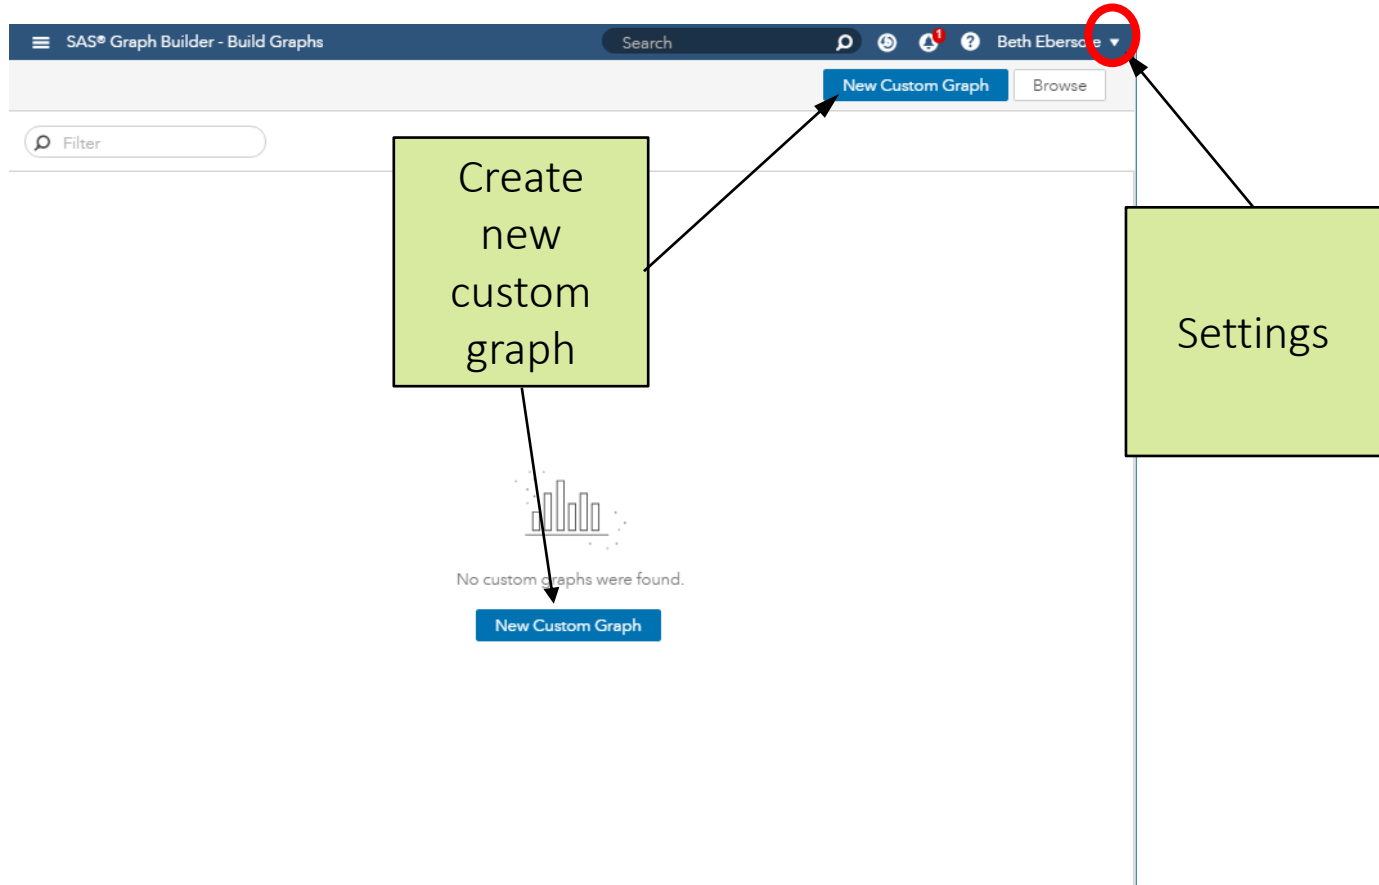 SAS® Graph Builder - Build Graphs
Search
1
?
Beth Ebersole
New Custom Graph
Browse
Filter
Create
new
custom
graph
Settings
No custom graphs were found.
New Custom Graph